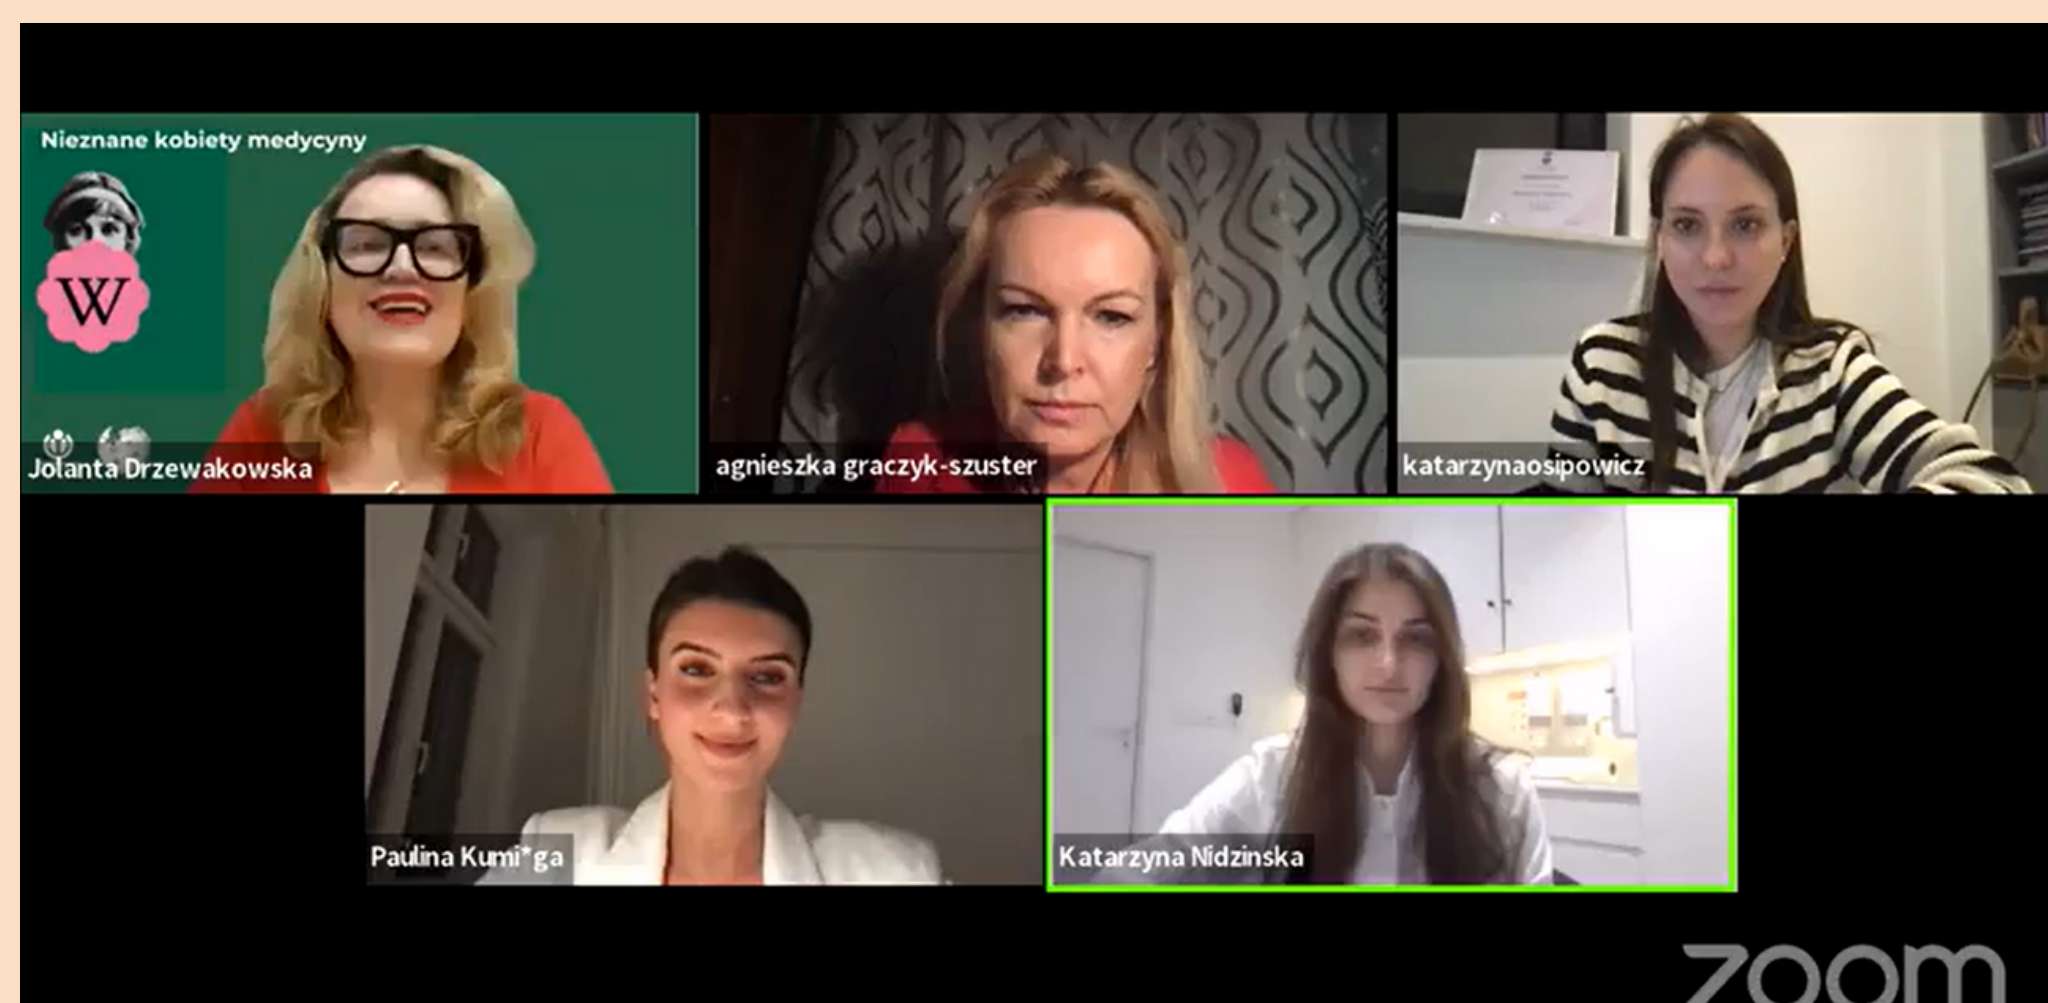 Nieznane kobiety medycyny
W
Jolanta Drzewakowska
agnieszka graczyk-szuster
katarzynaosipowicz
Paulina Kumi*ga
Katarzyna Nidzinska
zoom